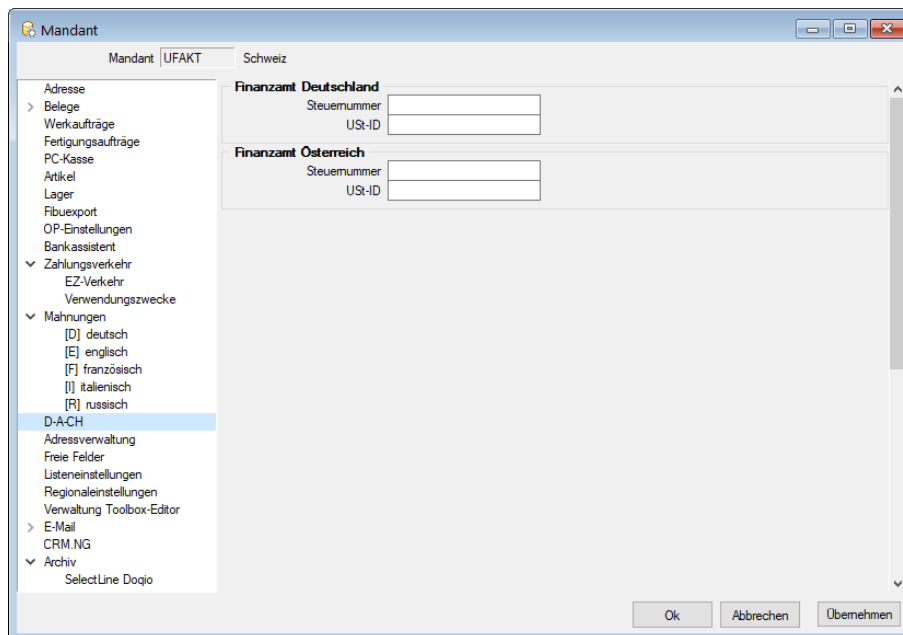 Mandant
Mandant UFAKT Schweiz
Adresse
Belege
Werkaufträge
Fertigungsaufträge
PC-Kasse
Artikel
Lager
Fibuexport
OP-Einstellungen
Bankassistent
Zahlungsverkehr
EZ-Verkehr
Verwendungszwecke
Mahnungen
[D] deutsch
[E] englisch
[F] französisch
[I] italienisch
[R] russisch
D-A-CH
Adressverwaltung
Freie Felder
Listeneinstellungen
Regionaleinstellungen
Verwaltung Toolbox-Editor
E-Mail
CRM.NG
Archiv
SelectLine Doqio
Finanzamt Deutschland
Steuernummer
USt-ID
Finanzamt Österreich
Steuernummer
USt-ID
Ok Abbrechen Übernehmen